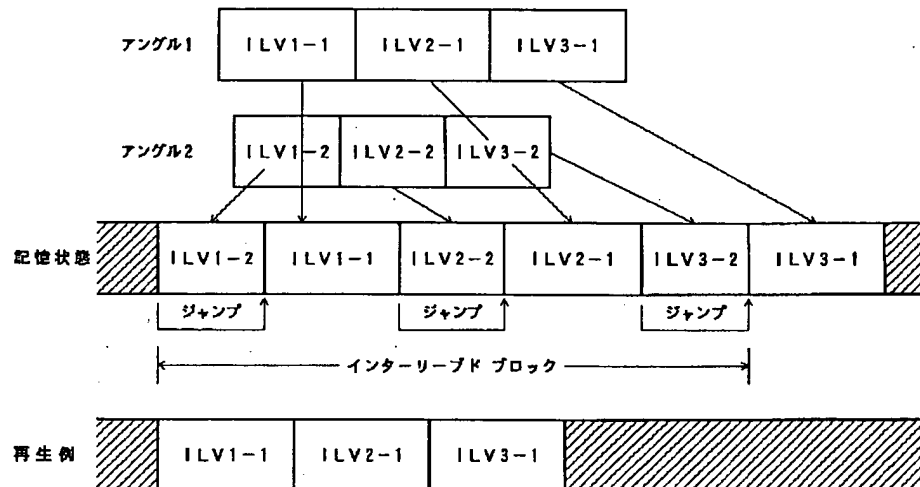 アングル1 ILV1-1 ILV2-1 ILV3-1
アングル2 ILV1-2 ILV2-2 ILV3-2
記憶状態 ILV1-2 ILV1-1 ILV2-2 ILV2-1 ILV3-2 ILV3-1
ジャンプ ジャンプ ジャンプ
インターリーブド ブロック
再生例 ILV1-1 ILV2-1 ILV3-1